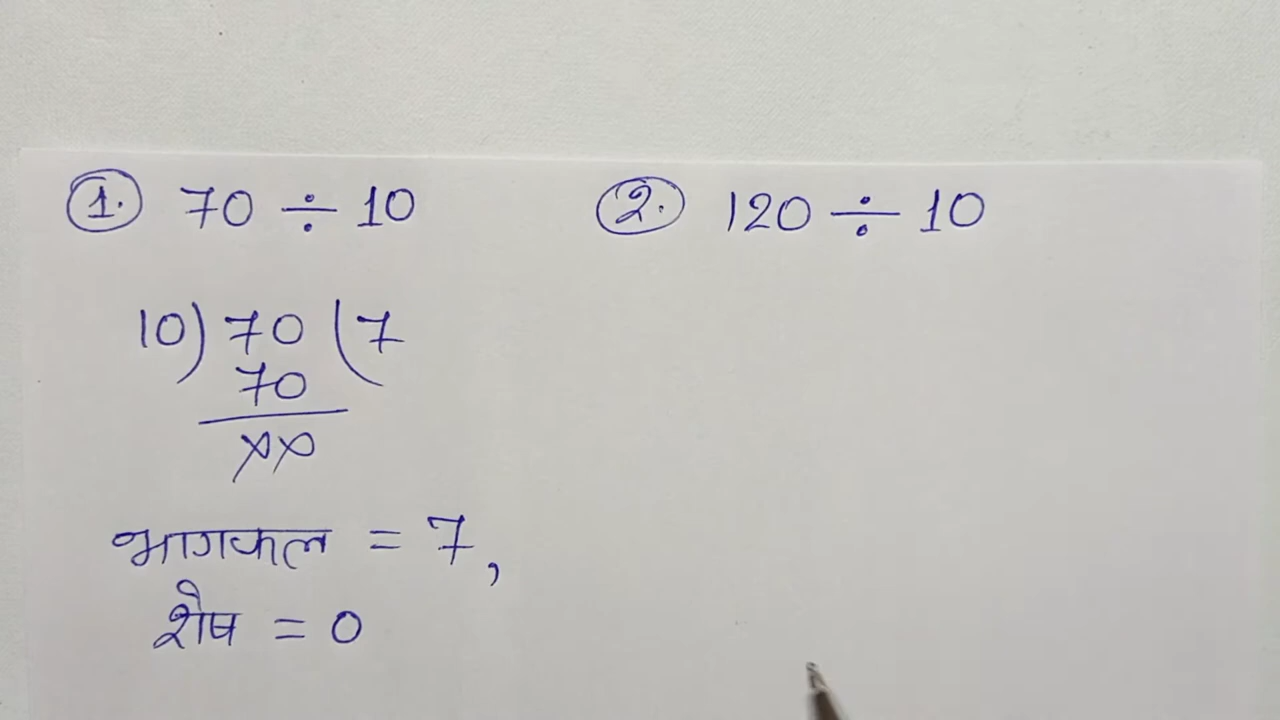 1. 70 ÷ 10
10) 70 (7
70
××
भागफल = 7,
शेष = 0
2. 120 ÷ 10